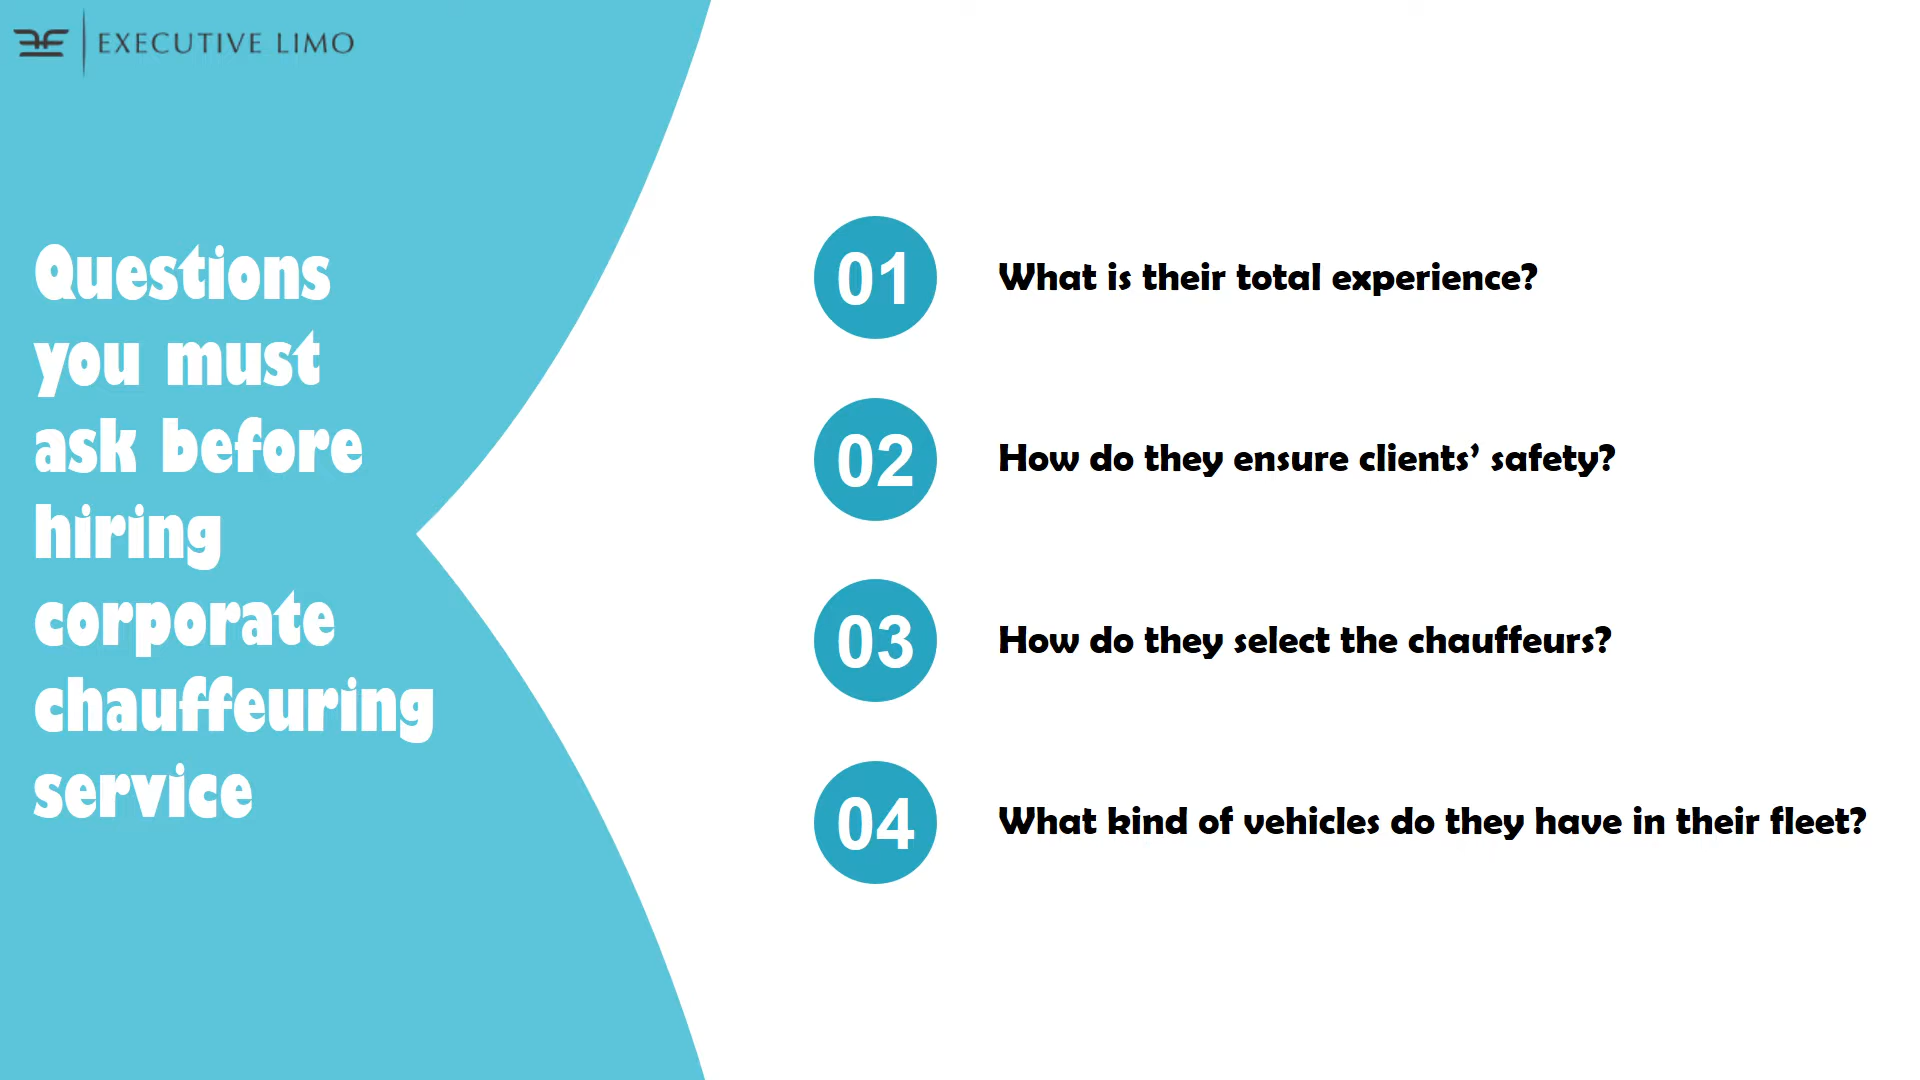 EXECUTIVE LIMO
Questions
you must
ask before
hiring
corporate
chauffeuring
service
01 What is their total experience?
02 How do they ensure clients’ safety?
03 How do they select the chauffeurs?
04 What kind of vehicles do they have in their fleet?